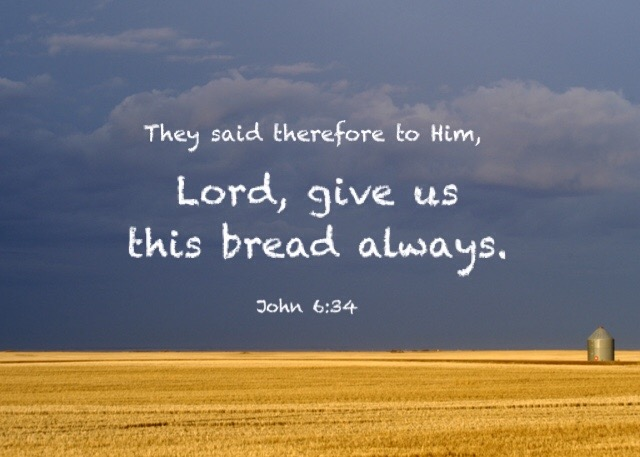 They said therefore to Him,
Lord, give us
this bread always.
John 6:34